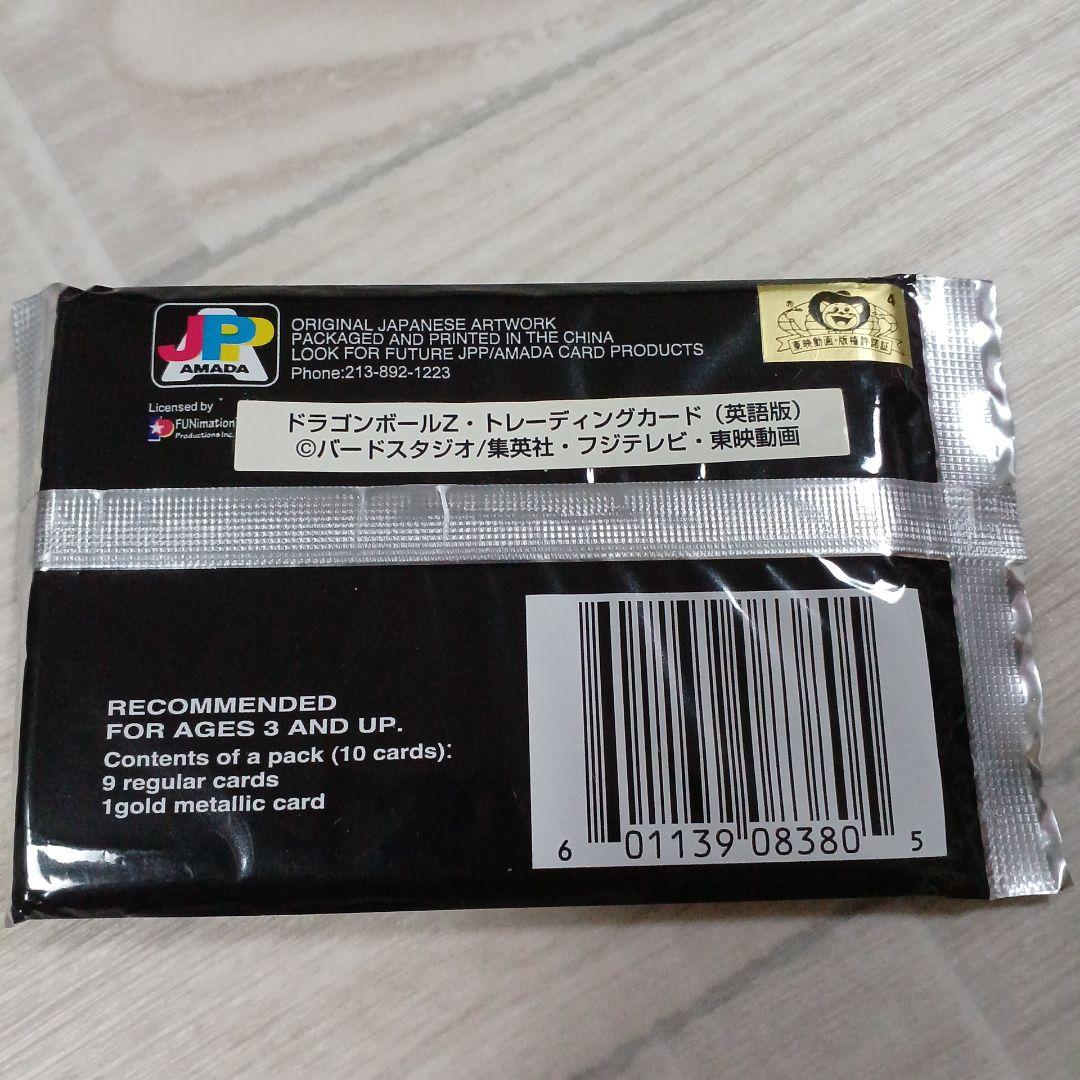 JPP
AMADA
ORIGINAL JAPANESE ARTWORK
PACKAGED AND PRINTED IN THE CHINA
LOOK FOR FUTURE JPP/AMADA CARD PRODUCTS
Phone:213-892-1223
® 4
東映動画・版権許諾証
Licensed by
FUNimation
Productions Inc.
ドラゴンボールZ・トレーディングカード(英語版)
©バードスタジオ/集英社・フジテレビ・東映動画
RECOMMENDED
FOR AGES 3 AND UP.
Contents of a pack (10 cards):
9 regular cards
1gold metallic card
6 01139 08380 5